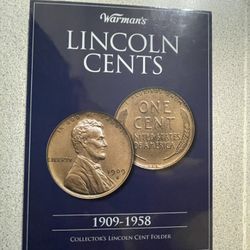 Warman's
LINCOLN
CENTS
LIBERTY
1909
ONE
CENT
UNITED STATES
OF AMERICA
1909-1958
COLLECTOR'S LINCOLN CENT FOLDER